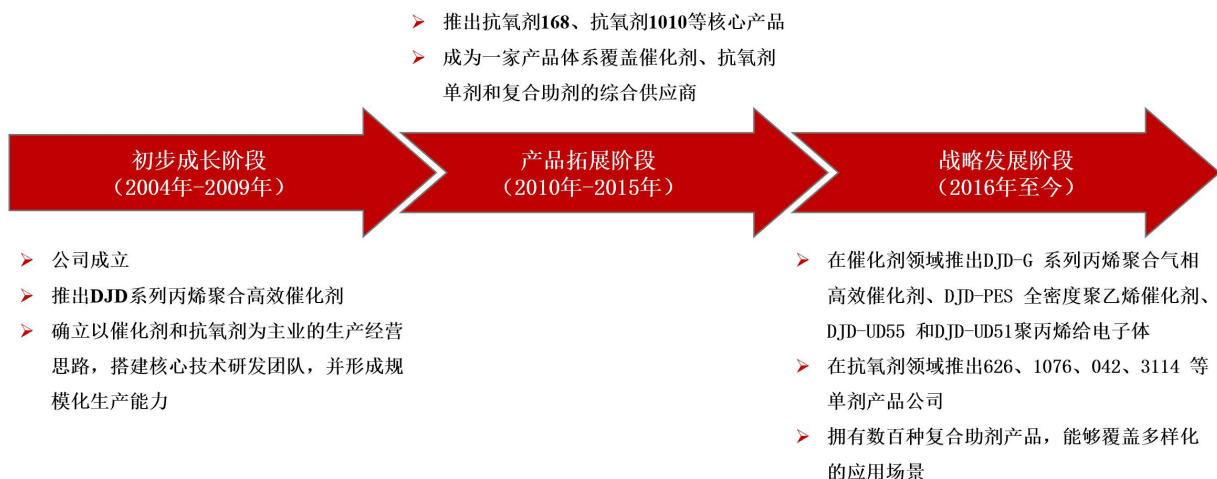 推出抗氧剂168、抗氧剂1010等核心产品
成为一家产品体系覆盖催化剂、抗氧剂
单剂和复合助剂的综合供应商
初步成长阶段
（2004年-2009年）
产品拓展阶段
（2010年-2015年）
战略发展阶段
（2016年至今）
公司成立
推出DJD系列丙烯聚合高效催化剂
确立以催化剂和抗氧剂为主业的生产经营
思路，搭建核心技术研发团队，并形成规
模化生产能力
在催化剂领域推出DJD-G 系列丙烯聚合气相
高效催化剂、DJD-PES 全密度聚乙烯催化剂、
DJD-UD55 和DJD-UD51聚丙烯给电子体
在抗氧剂领域推出626、1076、042、3114 等
单剂产品公司
拥有数百种复合助剂产品，能够覆盖多样化
的应用场景